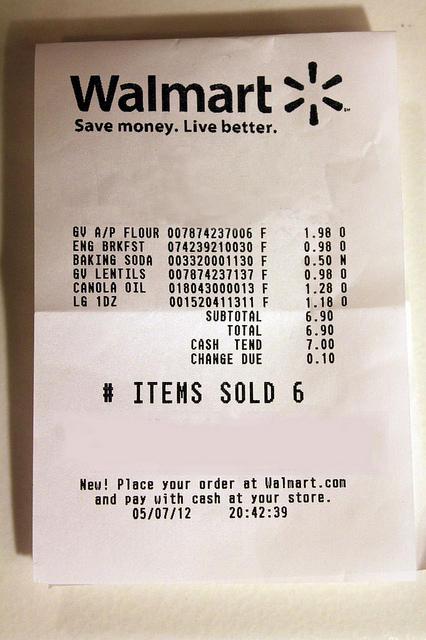 Walmart
Save money. Live better.
GV A/P FLOUR 007874237006 F 1.98 O
ENG BRKFST 074239210030 F 0.98 O
BAKING SODA 003320001130 F 0.50 N
GV LENTILS 007874237137 F 0.98 O
CANOLA OIL 018043000013 F 1.28 O
LG 1DZ 001520411311 F 1.18 O
SUBTOTAL 6.90
TOTAL 6.90
CASH TEND 7.00
CHANGE DUE 0.10
# ITEMS SOLD 6
New! Place your order at Walmart.com
and pay with cash at your store.
05/07/12 20:42:39